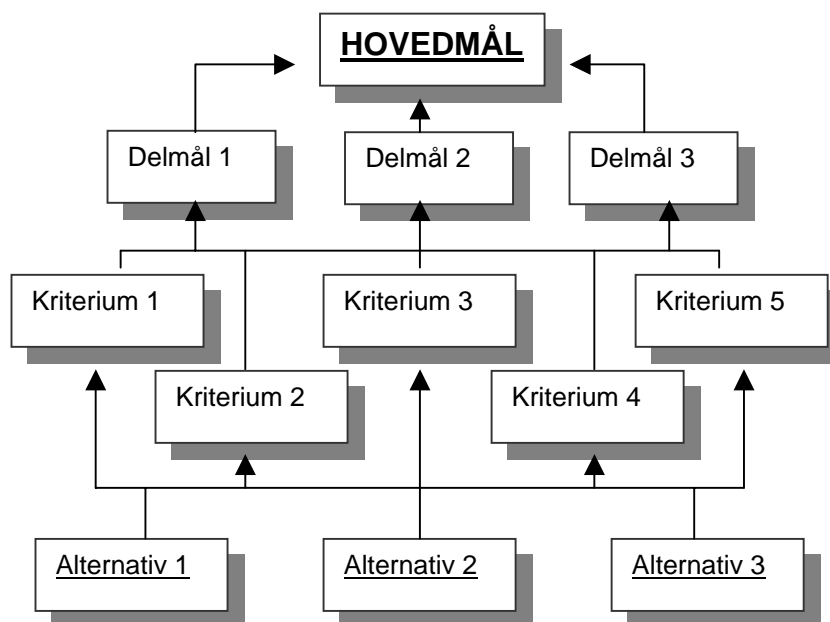 HOVEDMÅL
Delmål 1
Delmål 2
Delmål 3
Kriterium 1
Kriterium 3
Kriterium 5
Kriterium 2
Kriterium 4
Alternativ 1
Alternativ 2
Alternativ 3